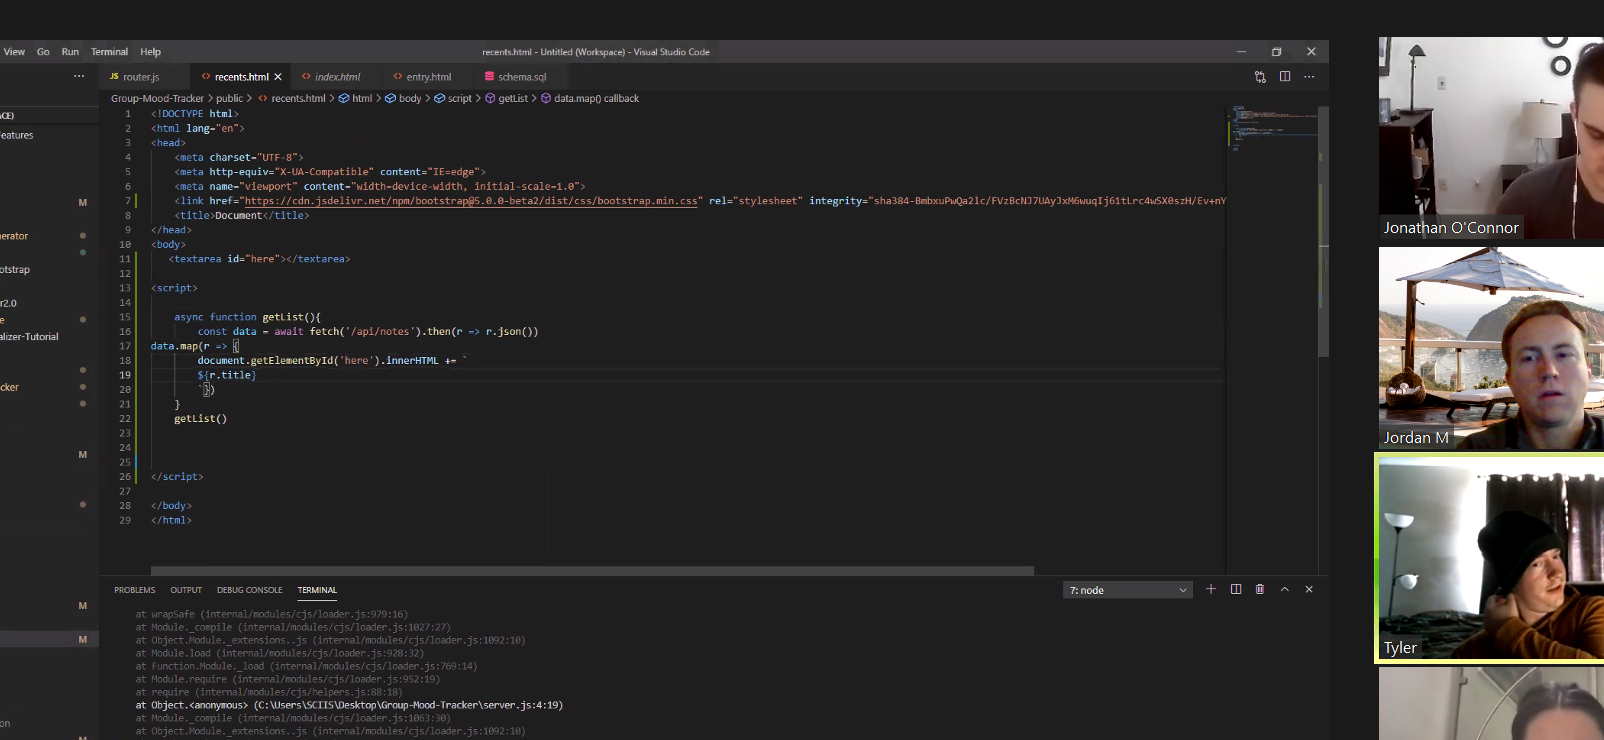 View Go Run Terminal Help
recents.html - Untitled (Workspace) - Visual Studio Code
router.js recents.html index.html entry.html schema.sql
Group-Mood-Tracker > public > recents.html > html > body > script > getList > data.map() callback
1 <!DOCTYPE html>
2 <html lang="en">
3 <head>
4 <meta charset="UTF-8">
5 <meta http-equiv="X-UA-Compatible" content="IE=edge">
6 <meta name="viewport" content="width=device-width, initial-scale=1.0">
7 <link href="https://cdn.jsdelivr.net/npm/bootstrap@5.0.0-beta2/dist/css/bootstrap.min.css" rel="stylesheet" integrity="sha384-BmbxuPwQa2lc/FVzBcNJ7UAyJxM6wuqIj61tLrc4wSX0szH/Ev+nY
8 <title>Document</title>
9 </head>
10 <body>
11 <textarea id="here"></textarea>
12
13 <script>
14
15 async function getList(){
16 const data = await fetch('/api/notes').then(r => r.json())
17 data.map(r => {
18 document.getElementById('here').innerHTML += `
19 ${r.title}
20 `})
21 }
22 getList()
23
24
25
26 </script>
27
28 </body>
29 </html>
ACE)
Features
M
erator
otstrap
r2.0
e
alizer-Tutorial
cker
M
M
M
on
M
PROBLEMS OUTPUT DEBUG CONSOLE TERMINAL
7: node
at wrapSafe (internal/modules/cjs/loader.js:979:16)
at Module._compile (internal/modules/cjs/loader.js:1027:27)
at Object.Module._extensions..js (internal/modules/cjs/loader.js:1092:10)
at Module.load (internal/modules/cjs/loader.js:928:32)
at Function.Module._load (internal/modules/cjs/loader.js:769:14)
at Module.require (internal/modules/cjs/loader.js:952:19)
at require (internal/modules/cjs/helpers.js:88:18)
at Object.<anonymous> (C:\Users\SCIIS\Desktop\Group-Mood-Tracker\server.js:4:19)
at Module._compile (internal/modules/cjs/loader.js:1063:30)
at Object.Module._extensions..js (internal/modules/cjs/loader.js:1092:10)
Jonathan O'Connor
Jordan M
Tyler